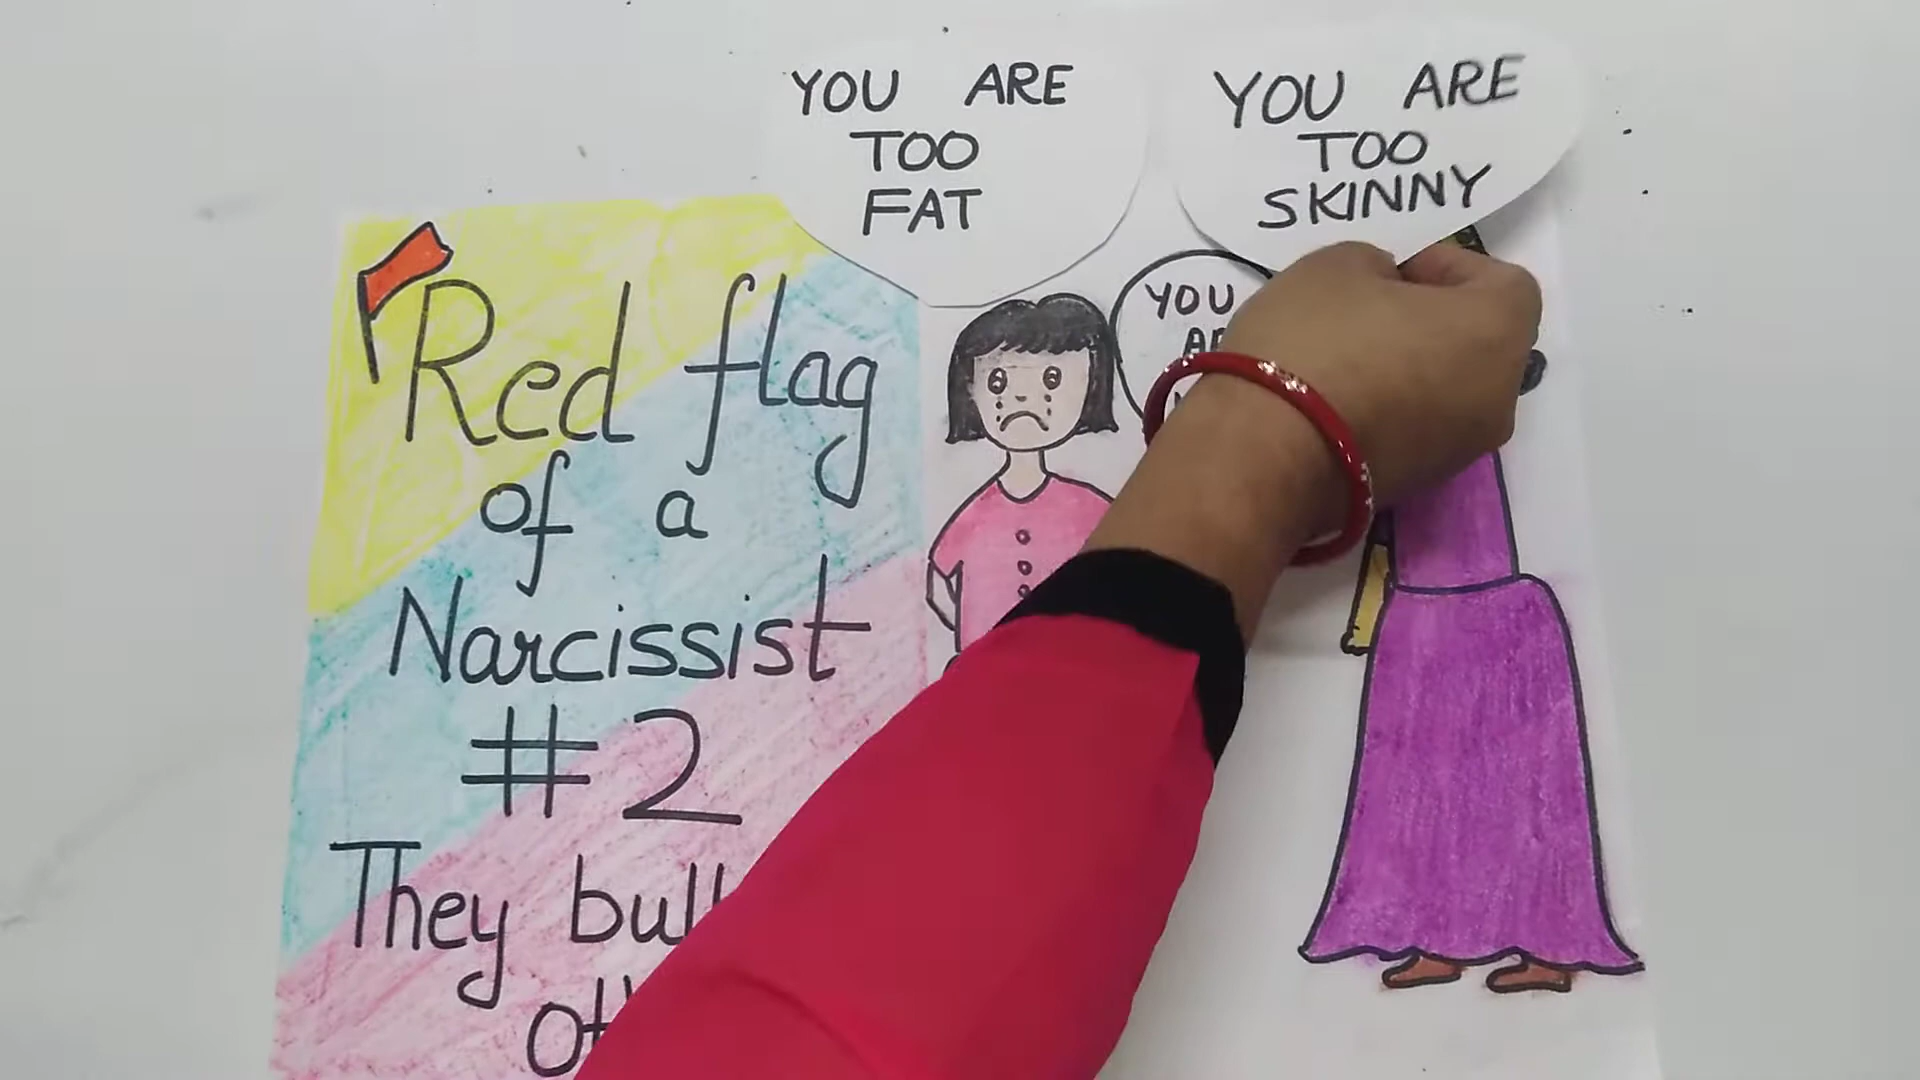 YOU ARE
TOO
FAT
YOU ARE
TOO
SKINNY
YOU
Red flag
of a
Narcissist
#2
They